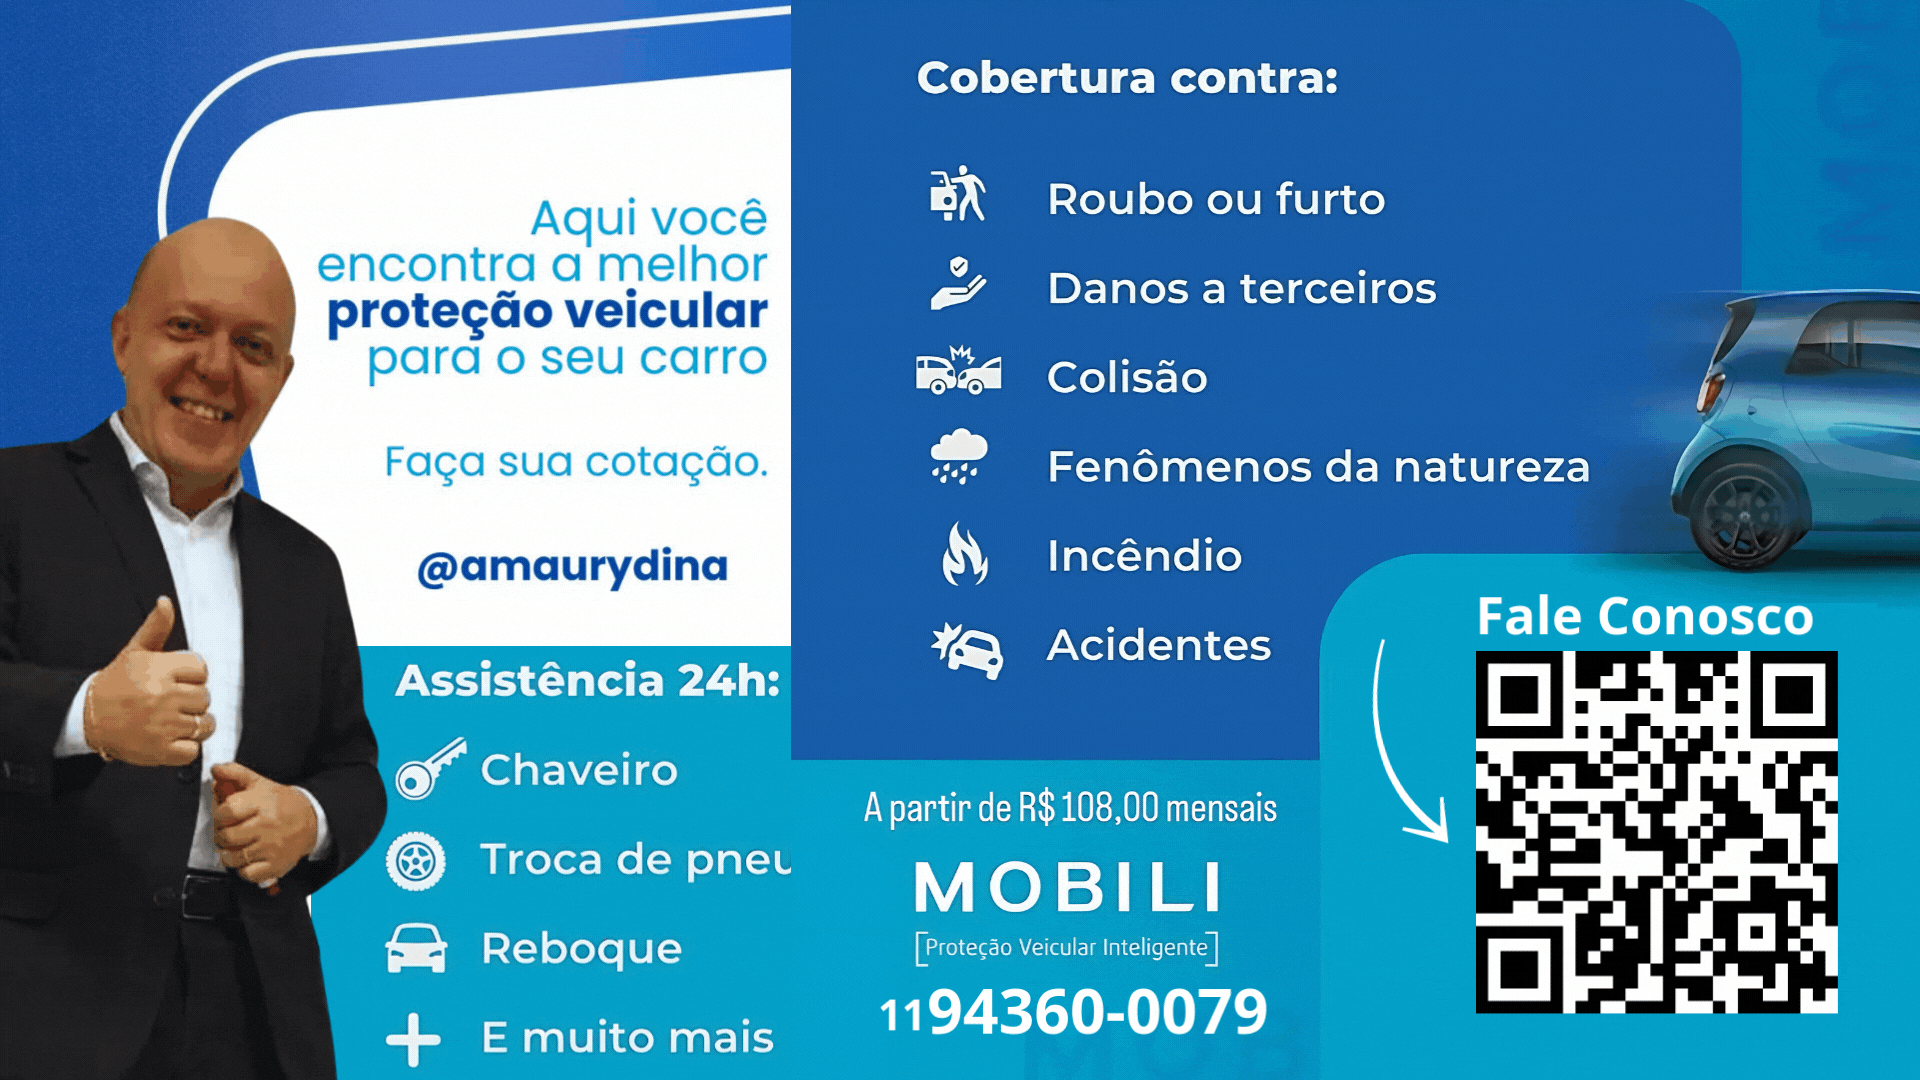 Aqui você
encontra a melhor
proteção veicular
para o seu carro
Faça sua cotação.
@amaurydina
Assistência 24h:
Chaveiro
Troca de pneu
Reboque
E muito mais
Cobertura contra:
Roubo ou furto
Danos a terceiros
Colisão
Fenômenos da natureza
Incêndio
Acidentes
A partir de R$ 108,00 mensais
MOBILI
[Proteção Veicular Inteligente]
1194360-0079
Fale Conosco